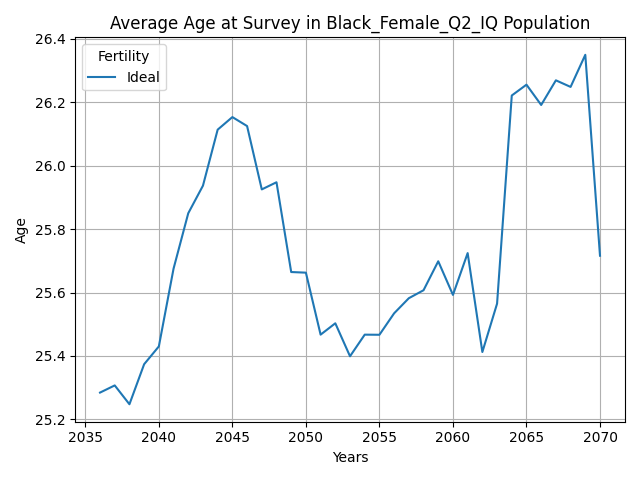 Average Age at Survey in Black_Female_Q2_IQ Population
26.4
26.2
26.0
25.8
25.6
25.4
25.2
Age
Fertility
Ideal
2035 2040 2045 2050 2055 2060 2065 2070
Years